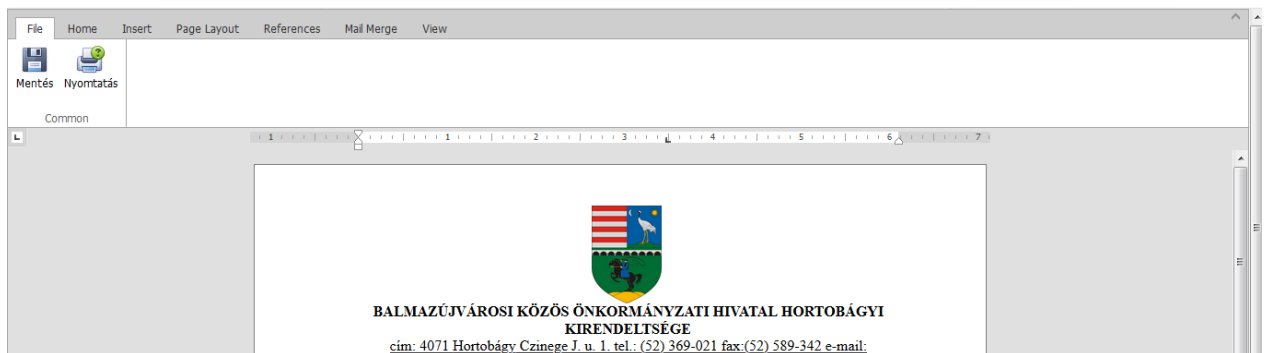 File Home Insert Page Layout References Mail Merge View
Mentés Nyomtatás
Common
1 1 2 3 4 5 6 7
BALMAZÚJVÁROSI KÖZÖS ÖNKORMÁNYZATI HIVATAL HORTOBÁGYI
KIRENDELTSÉGE
cím: 4071 Hortobágy Czinege J. u. 1. tel.: (52) 369-021 fax:(52) 589-342 e-mail: